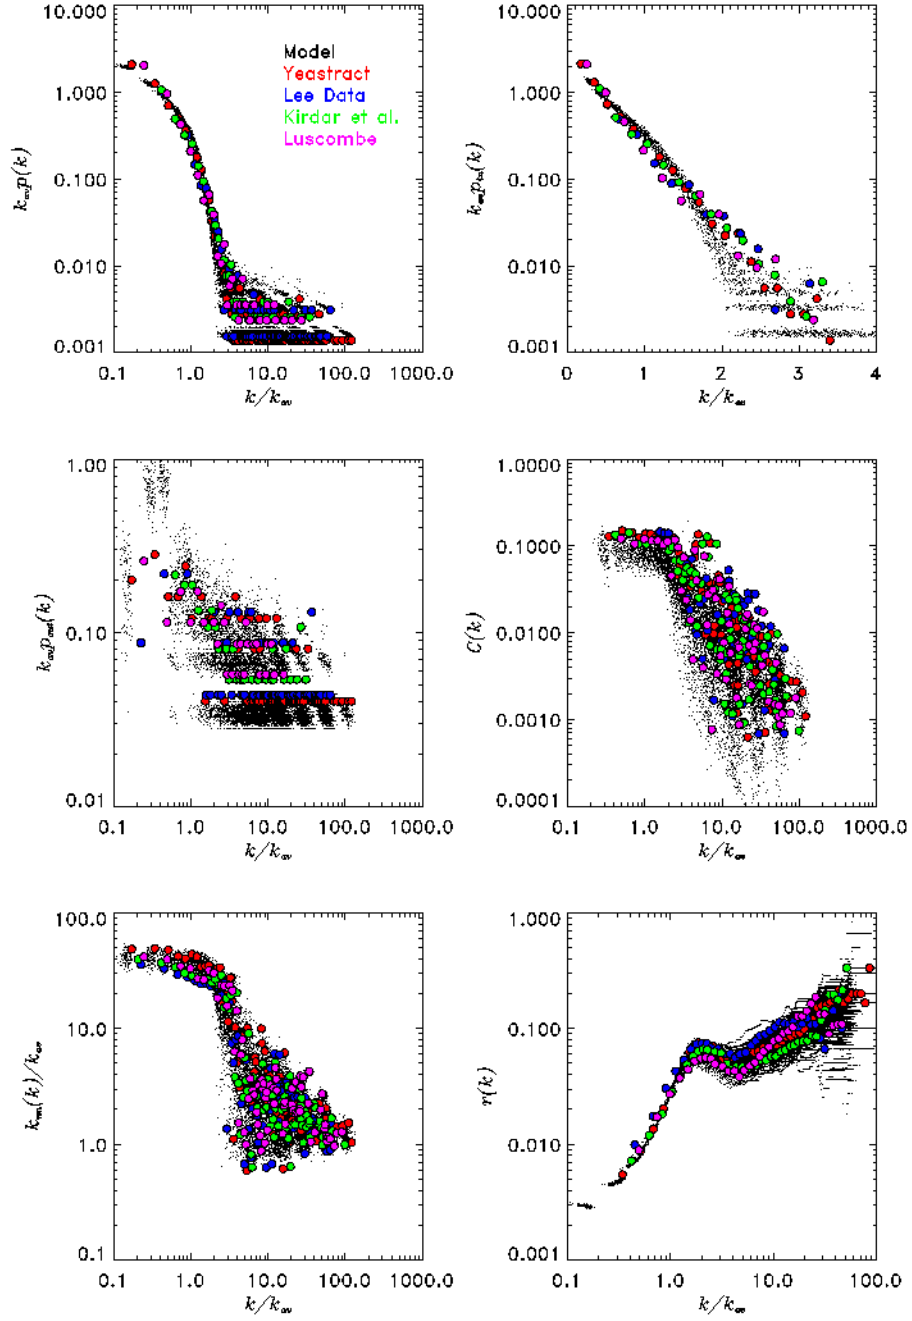 10.000
1.000
0.100
0.010
0.001
k_av p(k)
Model
Yeastract
Lee Data
Kirdar et al.
Luscombe
0.1 1.0 10.0 100.0 1000.0
k/k_av
10.000
1.000
0.100
0.010
0.001
k_av p_in(k)
0 1 2 3 4
k/k_av
1.00
0.10
0.01
k_av p_out(k)
0.1 1.0 10.0 100.0 1000.0
k/k_av
1.0000
0.1000
0.0100
0.0010
0.0001
C(k)
0.1 1.0 10.0 100.0 1000.0
k/k_av
100.0
10.0
1.0
0.1
k_nn(k)/k_av
0.1 1.0 10.0 100.0 1000.0
k/k_av
1.000
0.100
0.010
0.001
r(k)
0.1 1.0 10.0 100.0
k/k_av